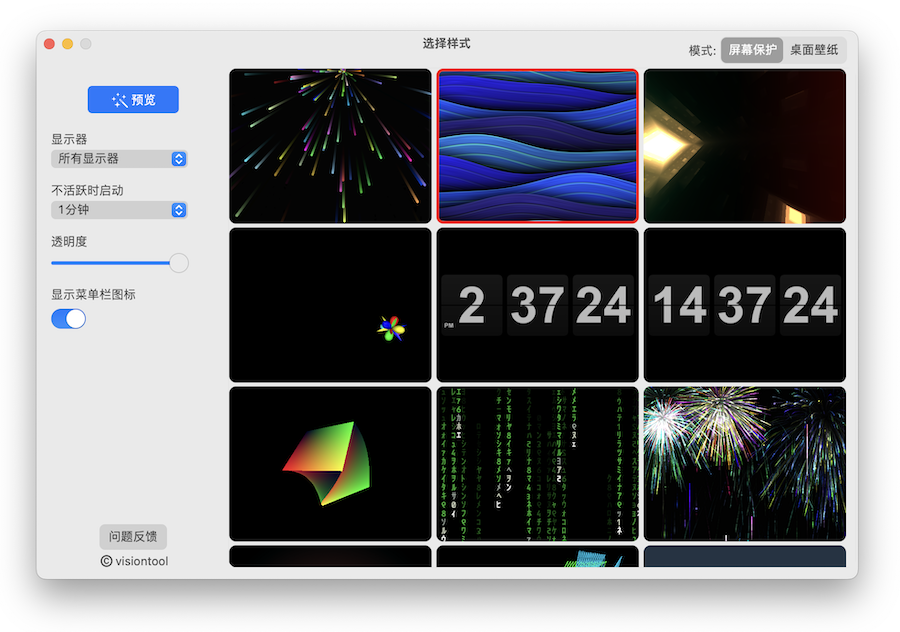 选择样式
模式:
屏幕保护
桌面壁纸
预览
显示器
所有显示器
不活跃时启动
1分钟
透明度
显示菜单栏图标
PM
2 37 24
14 37 24
问题反馈
© visiontool